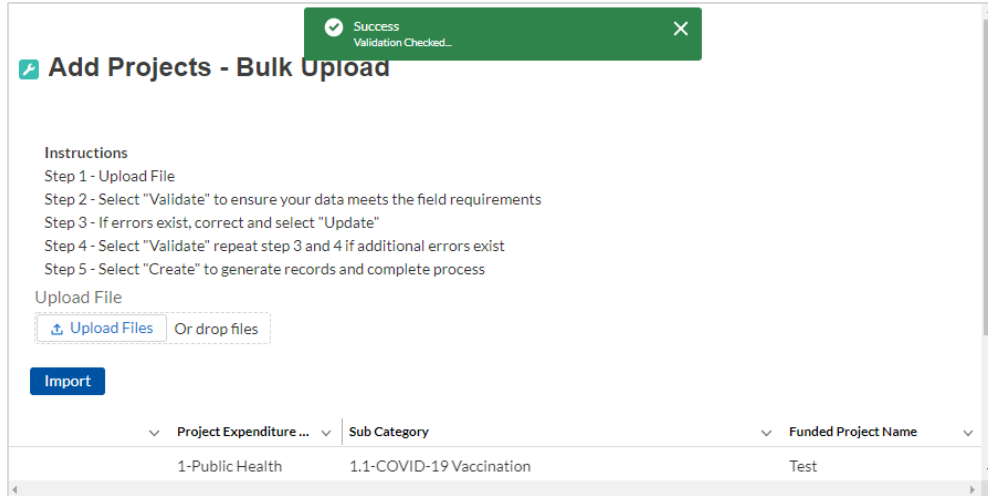 Success
Validation Checked...
Add Projects - Bulk Upload
Instructions
Step 1 - Upload File
Step 2 - Select "Validate" to ensure your data meets the field requirements
Step 3 - If errors exist, correct and select "Update"
Step 4 - Select "Validate" repeat step 3 and 4 if additional errors exist
Step 5 - Select "Create" to generate records and complete process
Upload File
Upload Files Or drop files
Import
Project Expenditure ... Sub Category Funded Project Name
1-Public Health 1.1-COVID-19 Vaccination Test